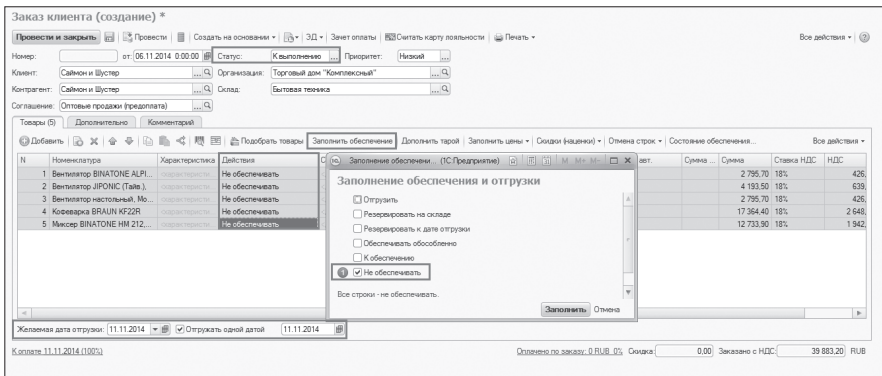 Заказ клиента (создание) *
Провести и закрыть Провести Создать на основании ЭД Зачет оплаты Считать карту лояльности Печать Все действия
Номер: от: 06.11.2014 0:00:00 Статус: К выполнению ... Приоритет: Низкий ...
Клиент: Саймон и Шустер ... Организация: Торговый дом "Комплексный" ...
Контрагент: Саймон и Шустер ... Склад: Бытовая техника ...
Соглашение: Оптовые продажи (предоплата) ...
Товары (5) Дополнительно Комментарий
Добавить Подобрать товары Заполнить обеспечение Дополнить тарой Заполнить цены Скидки (наценки) Отмена строк Состояние обеспечения... Все действия
N Номенклатура Характеристика Действия Сумма ... Сумма Ставка НДС НДС
1 Вентилятор BINATONE ALPI... Не обеспечивать 2 795,70 18% 426,
2 Вентилятор JIPONIC (Тайв.), Не обеспечивать 4 193,50 18% 639,
3 Вентилятор настольный, Мо... Не обеспечивать 2 795,70 18% 426,
4 Кофеварка BRAUN KF22R Не обеспечивать 17 364,40 18% 2 648,
5 Миксер BINATONE HM 212,... Не обеспечивать 12 733,90 18% 1 942,
Заполнение обеспечени... (1С:Предприятие) M M+ M-
Заполнение обеспечения и отгрузки
Отгрузить
Резервировать на складе
Резервировать к дате отгрузки
Обеспечивать обособленно
К обеспечению
1 Не обеспечивать
Все строки - не обеспечивать.
Заполнить Отмена
Желаемая дата отгрузки: 11.11.2014 Отгружать одной датой 11.11.2014
К оплате 11.11.2014 (100%) Оплачено по заказу: 0 RUB 0% Скидка: 0,00 Заказано с НДС: 39 883,20 RUB